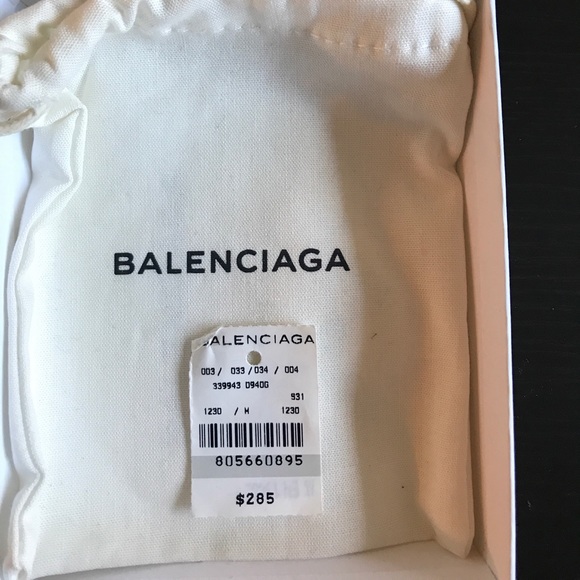 BALENCIAGA
BALENCIAGA
003/ 033/034/ 004
339943 D940G
931
1230 / H 1230
805660895
$285